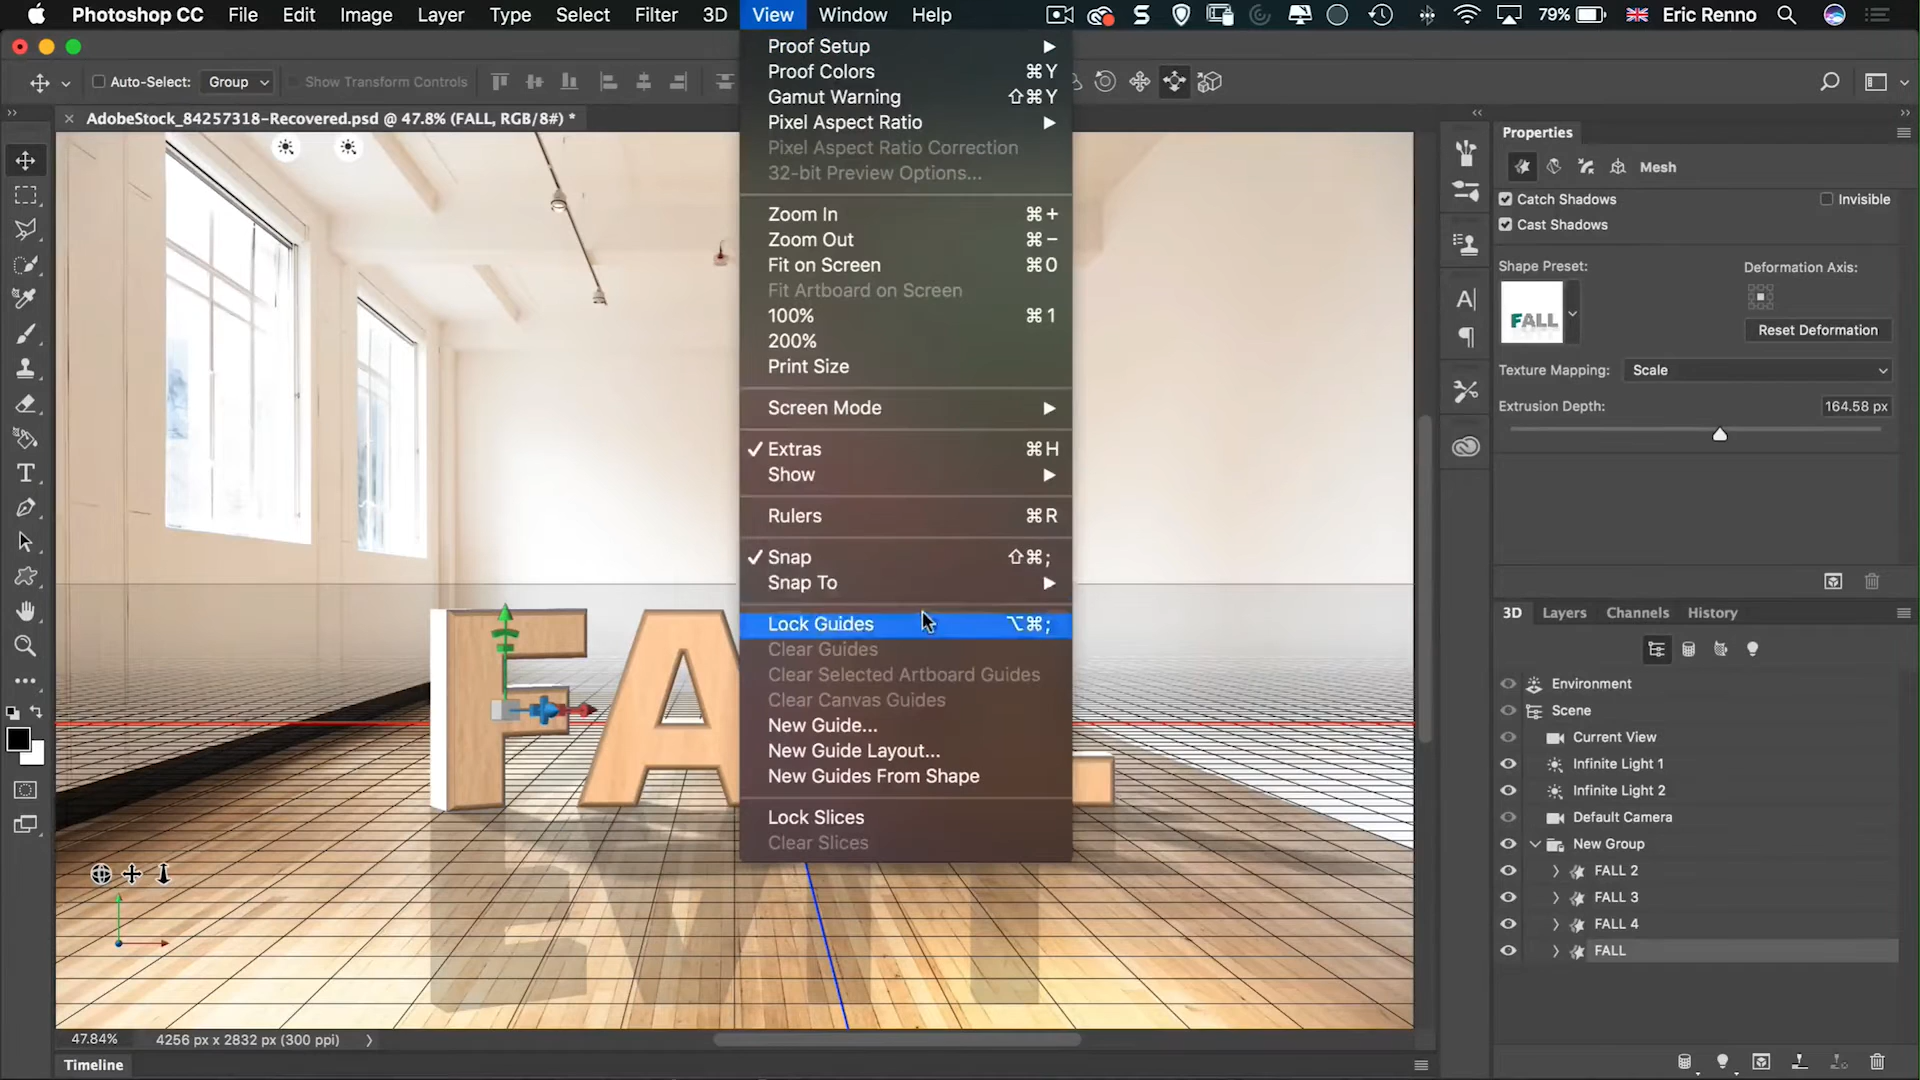 Photoshop CC File Edit Image Layer Type Select Filter 3D View Window Help 79% Eric Renno
Auto-Select: Group Show Transform Controls
AdobeStock_84257318-Recovered.psd @ 47.8% (FALL, RGB/8#) *
Proof Setup
Proof Colors ⌘Y
Gamut Warning ⇧⌘Y
Pixel Aspect Ratio
Pixel Aspect Ratio Correction
32-bit Preview Options...
Zoom In ⌘+
Zoom Out ⌘−
Fit on Screen ⌘0
Fit Artboard on Screen
100% ⌘1
200%
Print Size
Screen Mode
Extras ⌘H
Show
Rulers ⌘R
Snap ⇧⌘;
Snap To
Lock Guides ⌥⌘;
Clear Guides
Clear Selected Artboard Guides
Clear Canvas Guides
New Guide...
New Guide Layout...
New Guides From Shape
Lock Slices
Clear Slices
FA
Properties
Mesh
Catch Shadows Invisible
Cast Shadows
Shape Preset: Deformation Axis:
FALL
Reset Deformation
Texture Mapping: Scale
Extrusion Depth: 164.58 px
3D Layers Channels History
Environment
Scene
Current View
Infinite Light 1
Infinite Light 2
Default Camera
New Group
FALL 2
FALL 3
FALL 4
FALL
47.84% 4256 px x 2832 px (300 ppi)
Timeline